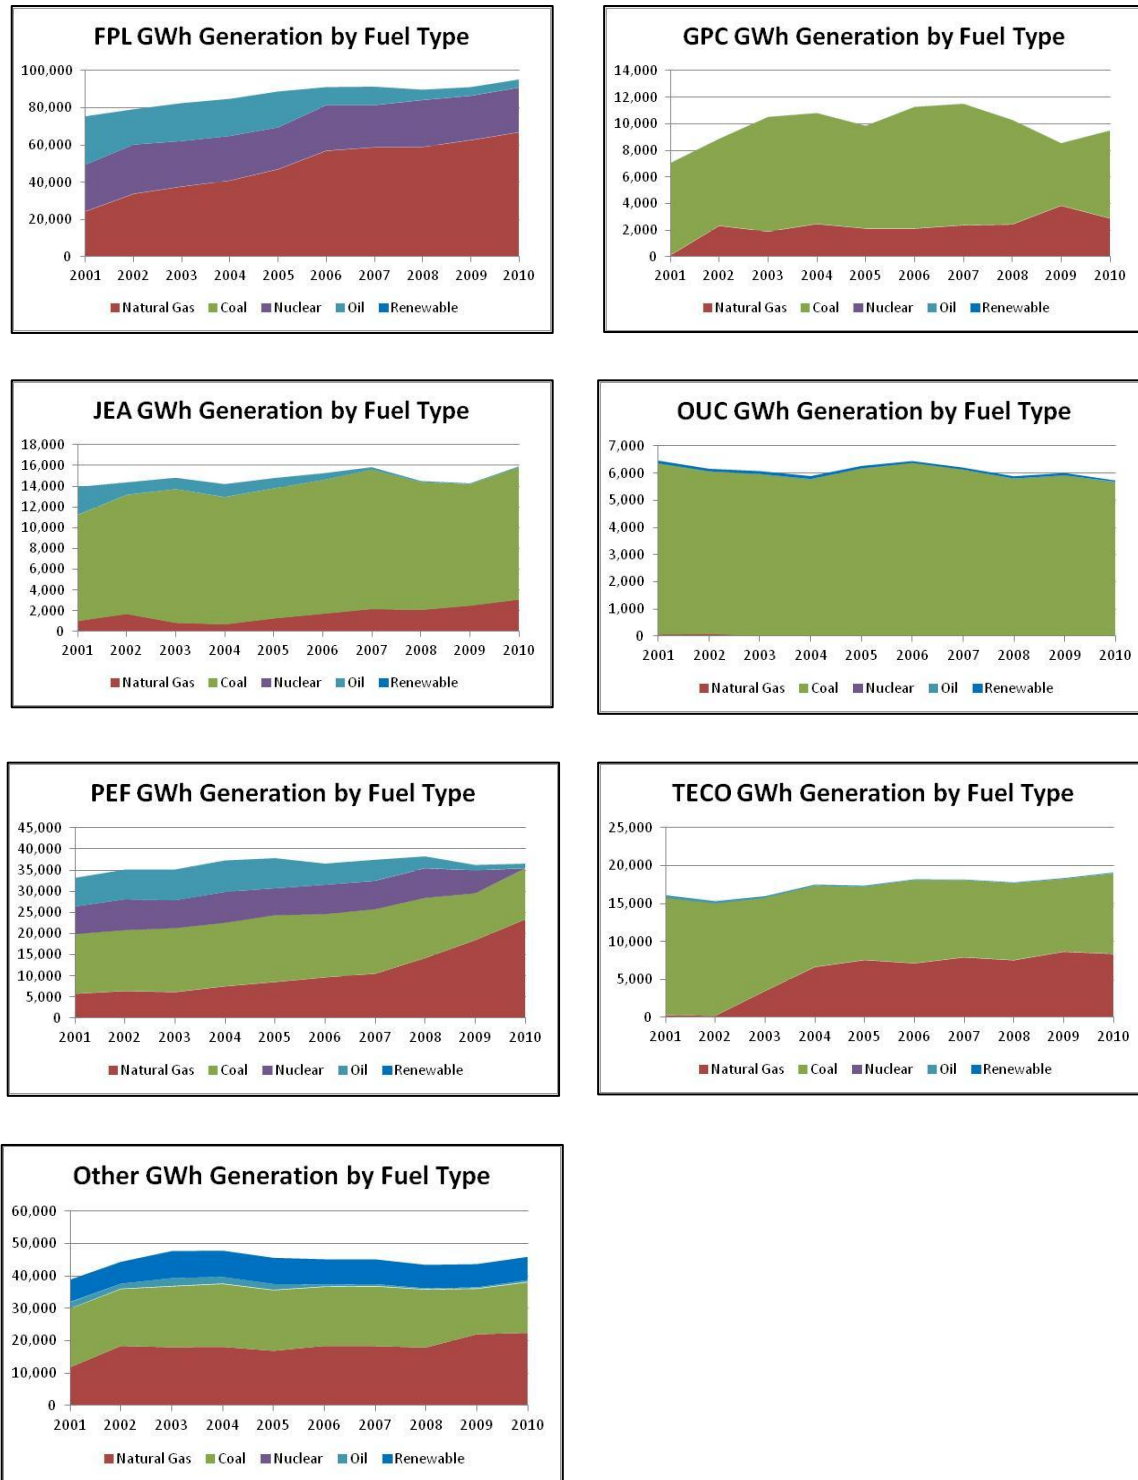 FPL GWh Generation by Fuel Type
100,000
80,000
60,000
40,000
20,000
0
2001 2002 2003 2004 2005 2006 2007 2008 2009 2010
Natural Gas Coal Nuclear Oil Renewable
GPC GWh Generation by Fuel Type
14,000
12,000
10,000
8,000
6,000
4,000
2,000
0
2001 2002 2003 2004 2005 2006 2007 2008 2009 2010
Natural Gas Coal Nuclear Oil Renewable
JEA GWh Generation by Fuel Type
18,000
16,000
14,000
12,000
10,000
8,000
6,000
4,000
2,000
0
2001 2002 2003 2004 2005 2006 2007 2008 2009 2010
Natural Gas Coal Nuclear Oil Renewable
OUC GWh Generation by Fuel Type
7,000
6,000
5,000
4,000
3,000
2,000
1,000
0
2001 2002 2003 2004 2005 2006 2007 2008 2009 2010
Natural Gas Coal Nuclear Oil Renewable
PEF GWh Generation by Fuel Type
45,000
40,000
35,000
30,000
25,000
20,000
15,000
10,000
5,000
0
2001 2002 2003 2004 2005 2006 2007 2008 2009 2010
Natural Gas Coal Nuclear Oil Renewable
TECO GWh Generation by Fuel Type
25,000
20,000
15,000
10,000
5,000
0
2001 2002 2003 2004 2005 2006 2007 2008 2009 2010
Natural Gas Coal Nuclear Oil Renewable
Other GWh Generation by Fuel Type
60,000
50,000
40,000
30,000
20,000
10,000
0
2001 2002 2003 2004 2005 2006 2007 2008 2009 2010
Natural Gas Coal Nuclear Oil Renewable